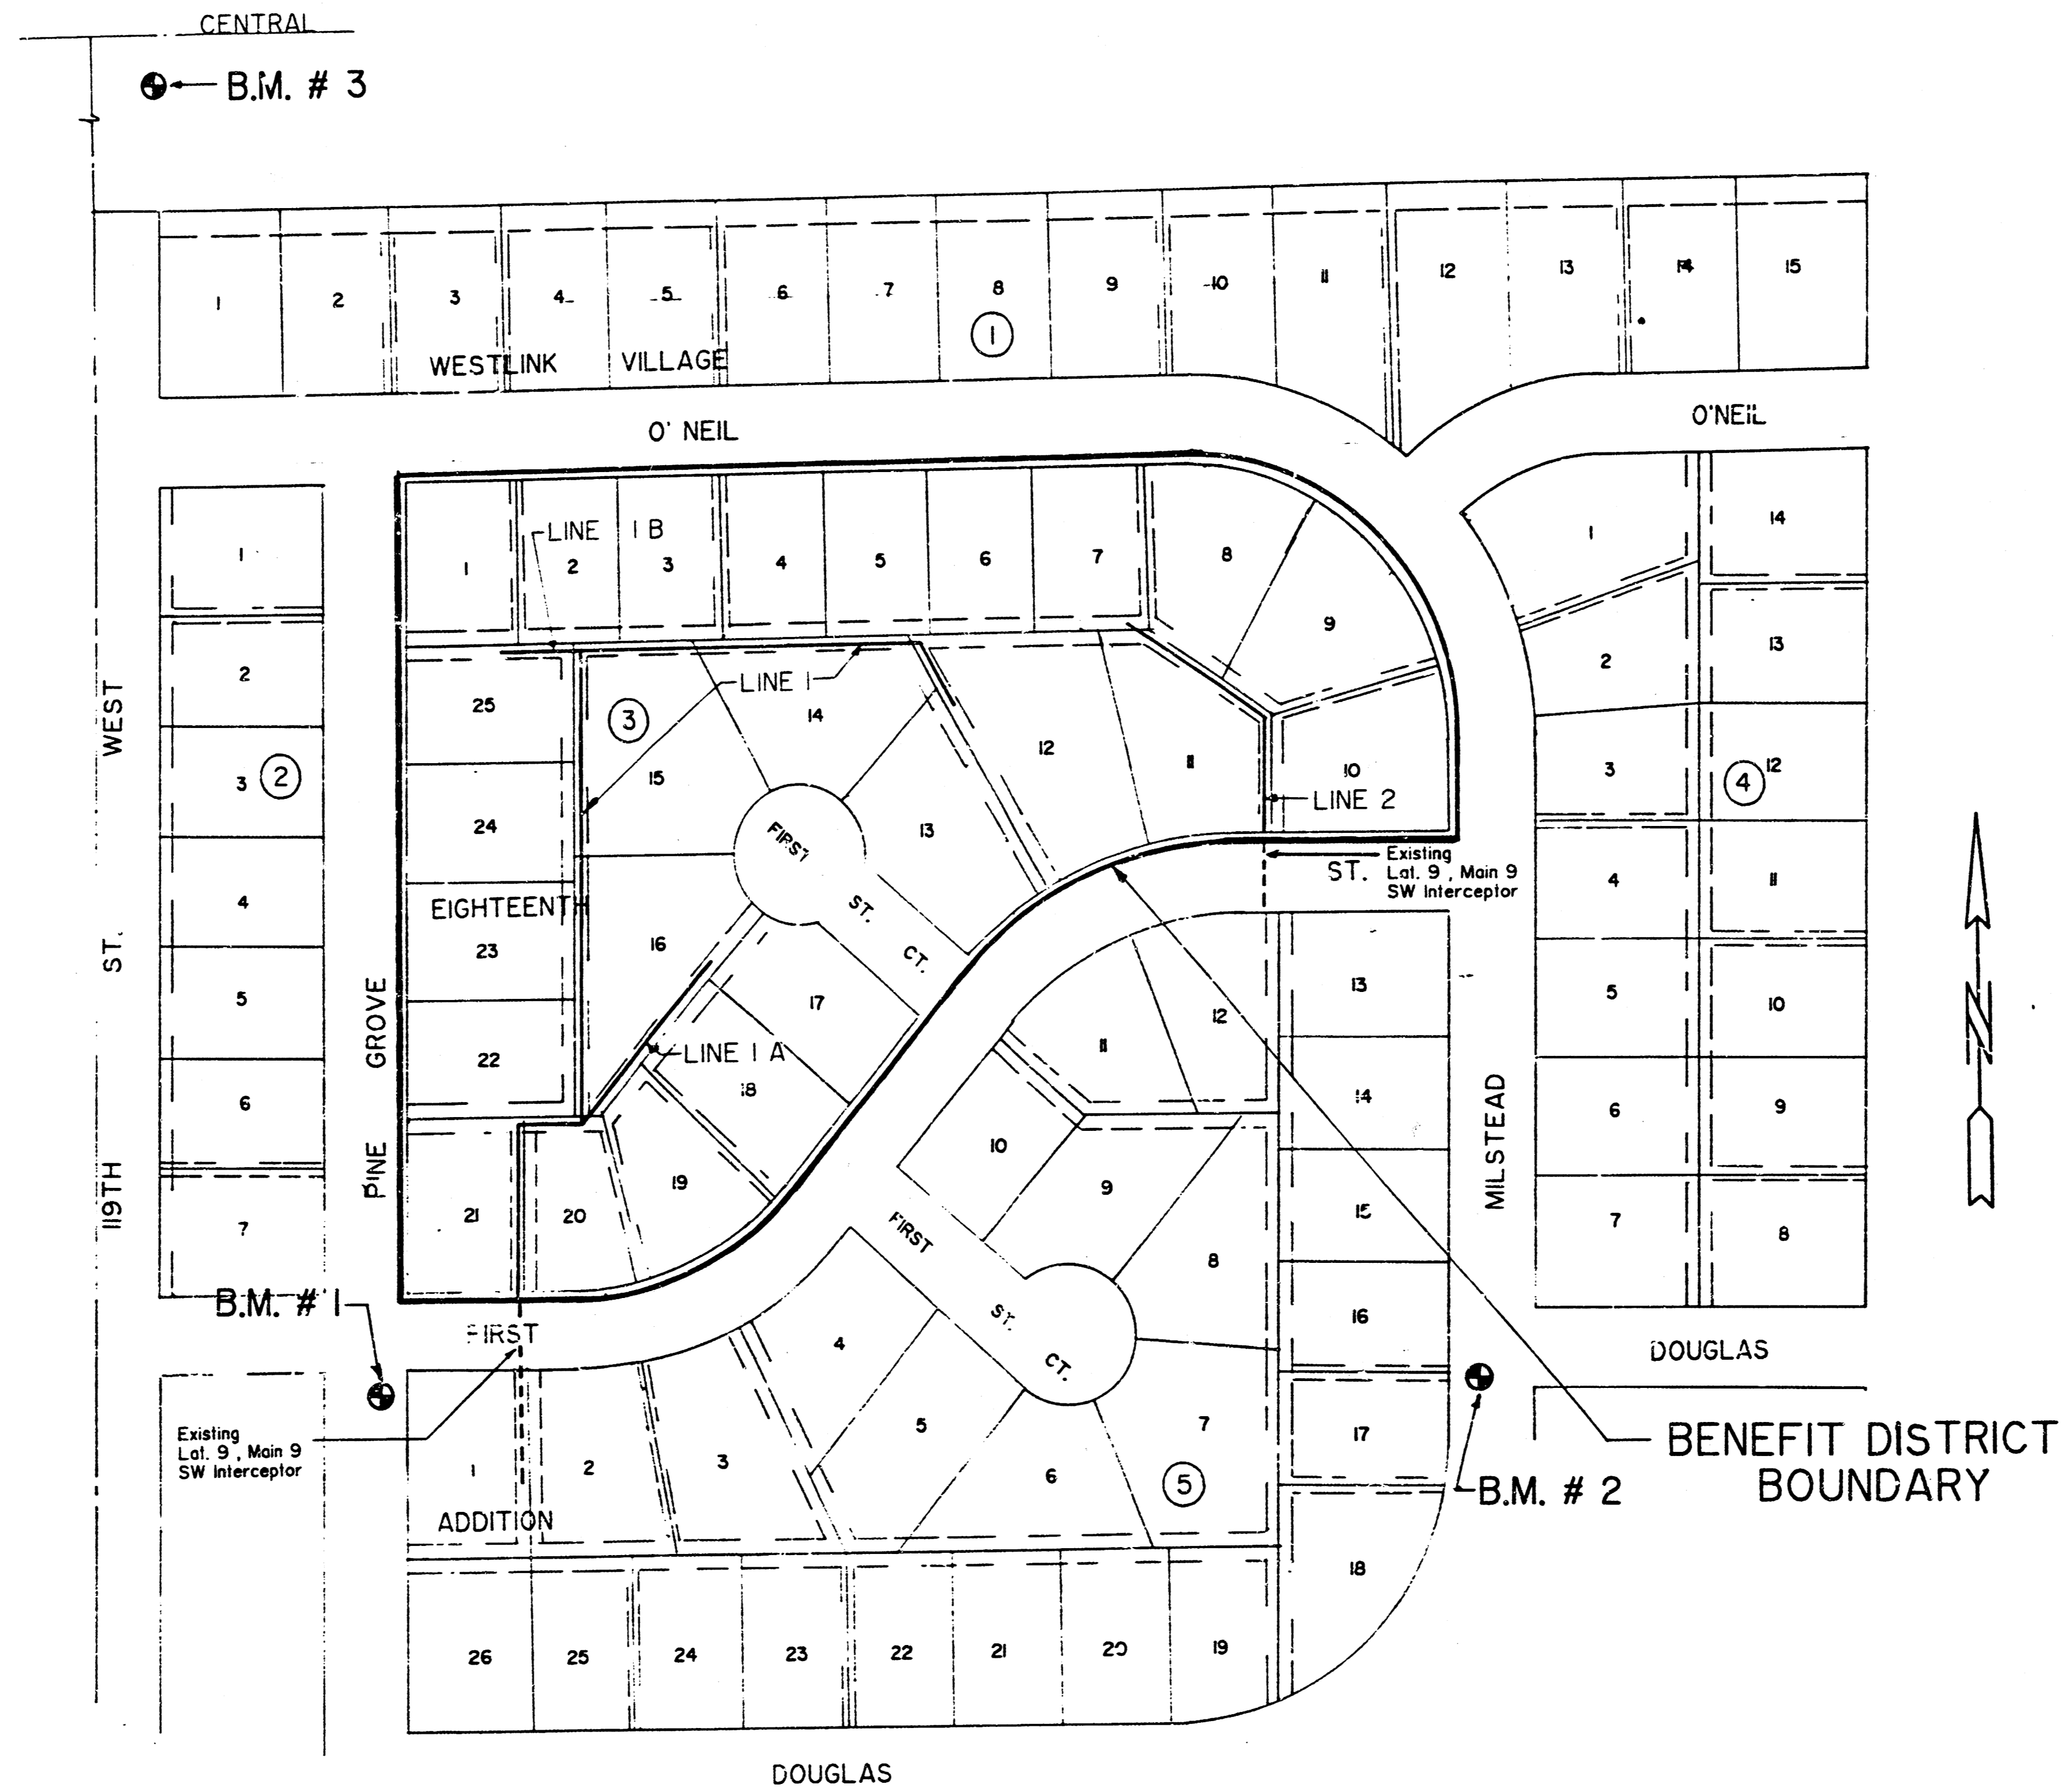 CENTRAL
B.M. # 3
1 2 3 4 5 6 7 8 9 10 11 12 13 14 15
1
WESTLINK VILLAGE
O' NEIL
O'NEIL
1
2
3
2
4
5
6
7
119TH ST. WEST
PINE GROVE
LINE 1 B
1 2 3 4 5 6 7 8
9
10
LINE 1
25
3
14
12
11
15
24
13
LINE 2
FIRST ST. CT.
EIGHTEENT
23
16
17
22
LINE 1 A
18
19
21
20
ST.
Existing
Lat. 9 , Main 9
SW Interceptor
1
14
2
13
3
12
4
4
11
5
10
6
9
7
8
MILSTEAD
13
12
11
14
10
9
15
8
16
FIRST ST. CT.
B.M. # 1
FIRST
4
5
7
17
6
5
3
2
1
Existing
Lat. 9 , Main 9
SW Interceptor
ADDITION
18
26 25 24 23 22 21 20 19
DOUGLAS
BENEFIT DISTRICT
BOUNDARY
B.M. # 2
DOUGLAS
N